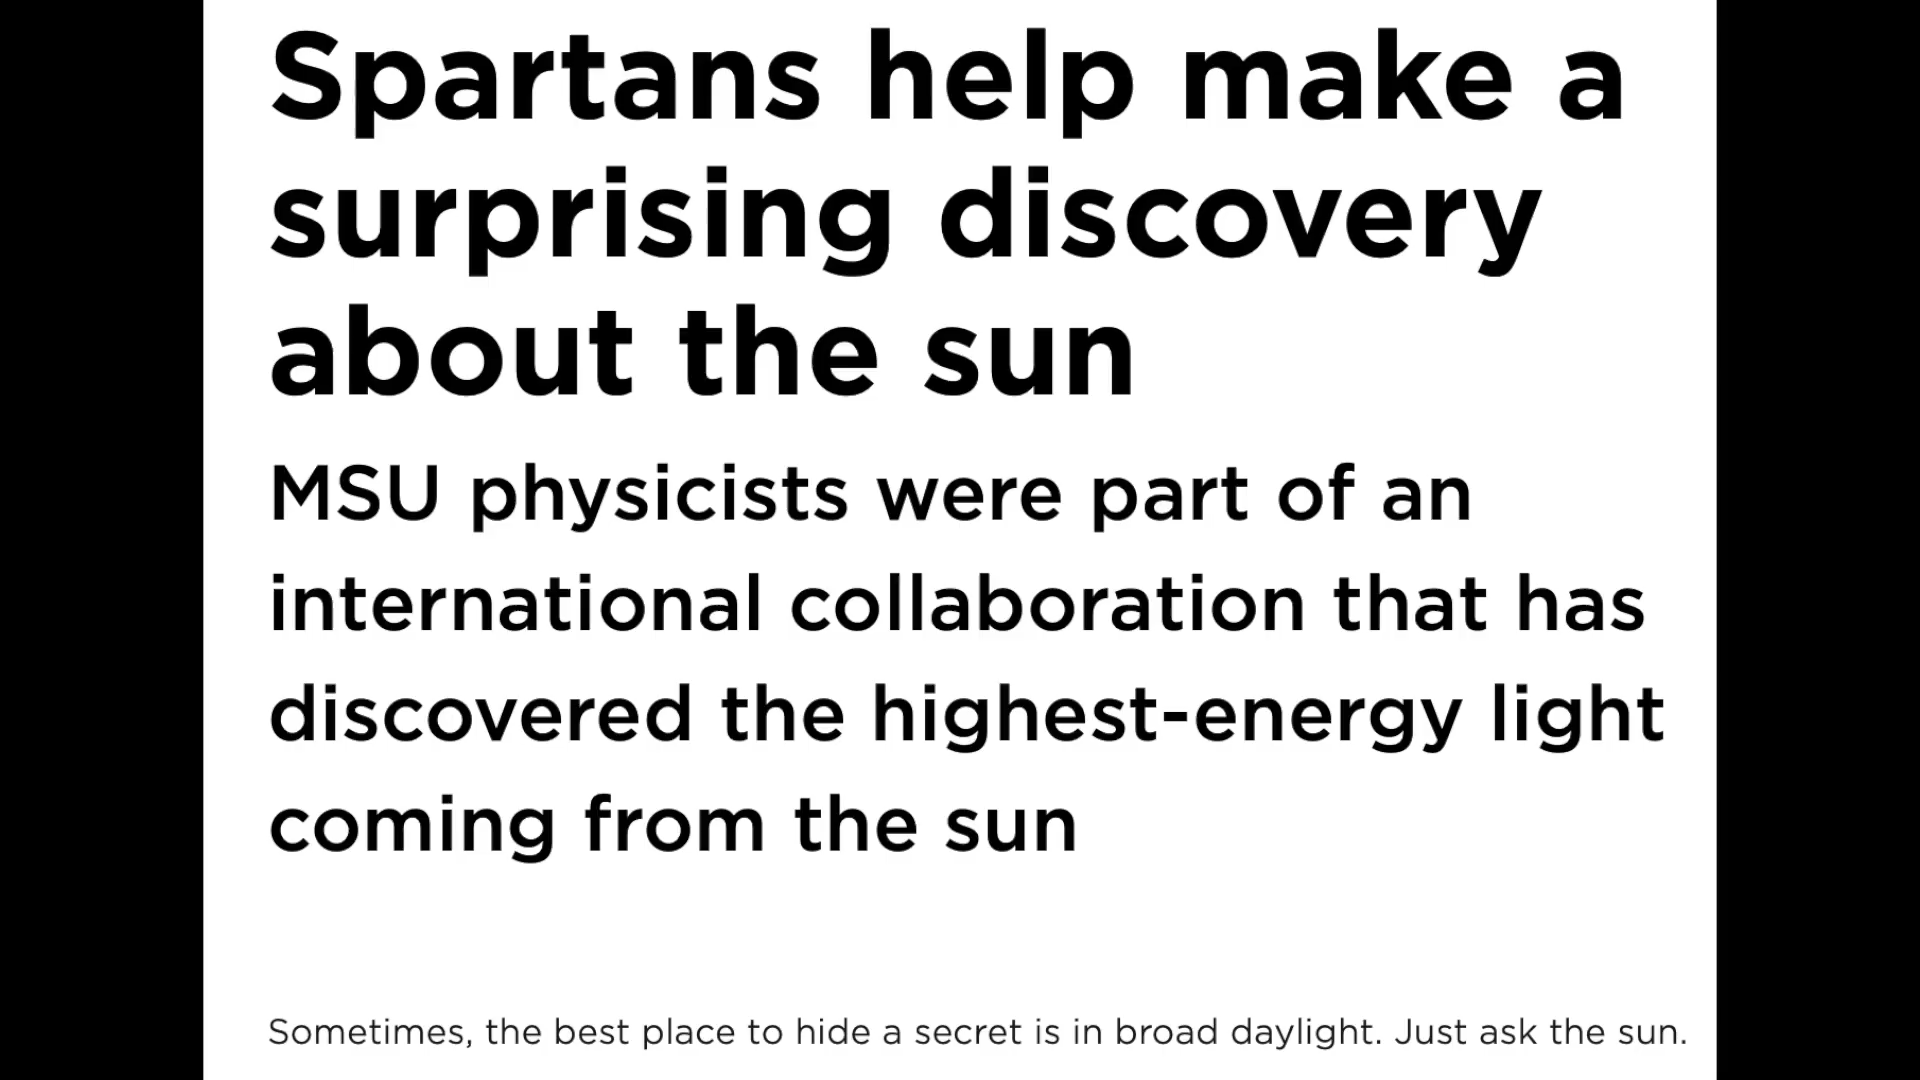 Spartans help make a
surprising discovery
about the sun
MSU physicists were part of an
international collaboration that has
discovered the highest-energy light
coming from the sun
Sometimes, the best place to hide a secret is in broad daylight. Just ask the sun.